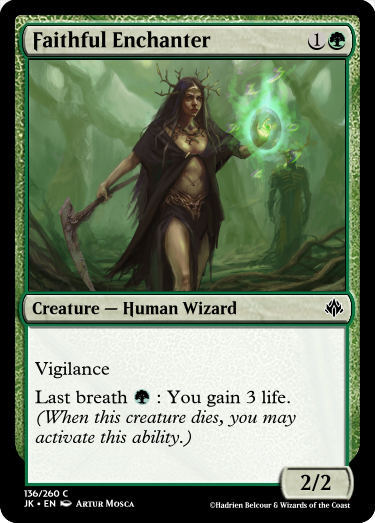 Faithful Enchanter 1
Creature — Human Wizard
Vigilance
Last breath : You gain 3 life.
(When this creature dies, you may
activate this ability.)
2/2
136/260 C
JK • EN Artur Mosca
©Hadrien Belcour & Wizards of the Coast